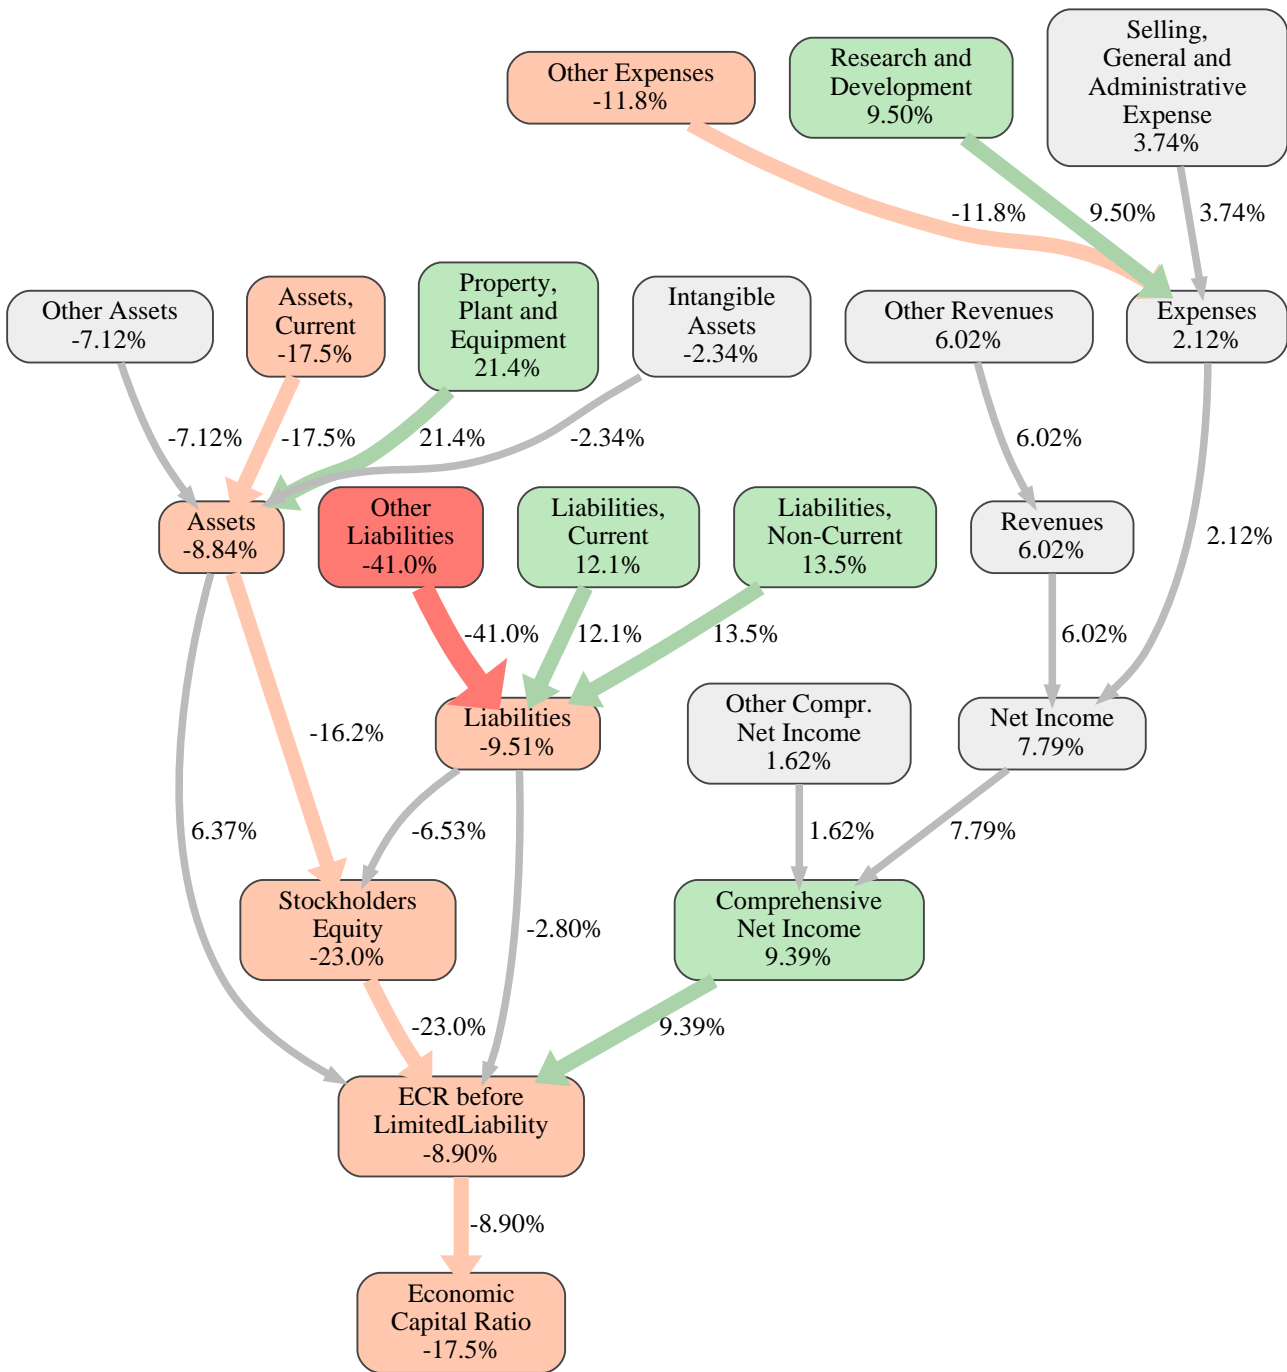 Selling,
General and
Administrative
Expense
3.74%
Research and
Development
9.50%
Other Expenses
-11.8%
-11.8%
9.50%
3.74%
Other Assets
-7.12%
Assets,
Current
-17.5%
Property,
Plant and
Equipment
21.4%
Intangible
Assets
-2.34%
Other Revenues
6.02%
Expenses
2.12%
-7.12%
-17.5%
21.4%
-2.34%
6.02%
Assets
-8.84%
Other
Liabilities
-41.0%
Liabilities,
Current
12.1%
Liabilities,
Non-Current
13.5%
Revenues
6.02%
2.12%
-41.0%
12.1%
13.5%
6.02%
-16.2%
Liabilities
-9.51%
Other Compr.
Net Income
1.62%
Net Income
7.79%
6.37%
-6.53%
1.62%
7.79%
Stockholders
Equity
-23.0%
-2.80%
Comprehensive
Net Income
9.39%
-23.0%
9.39%
ECR before
LimitedLiability
-8.90%
-8.90%
Economic
Capital Ratio
-17.5%